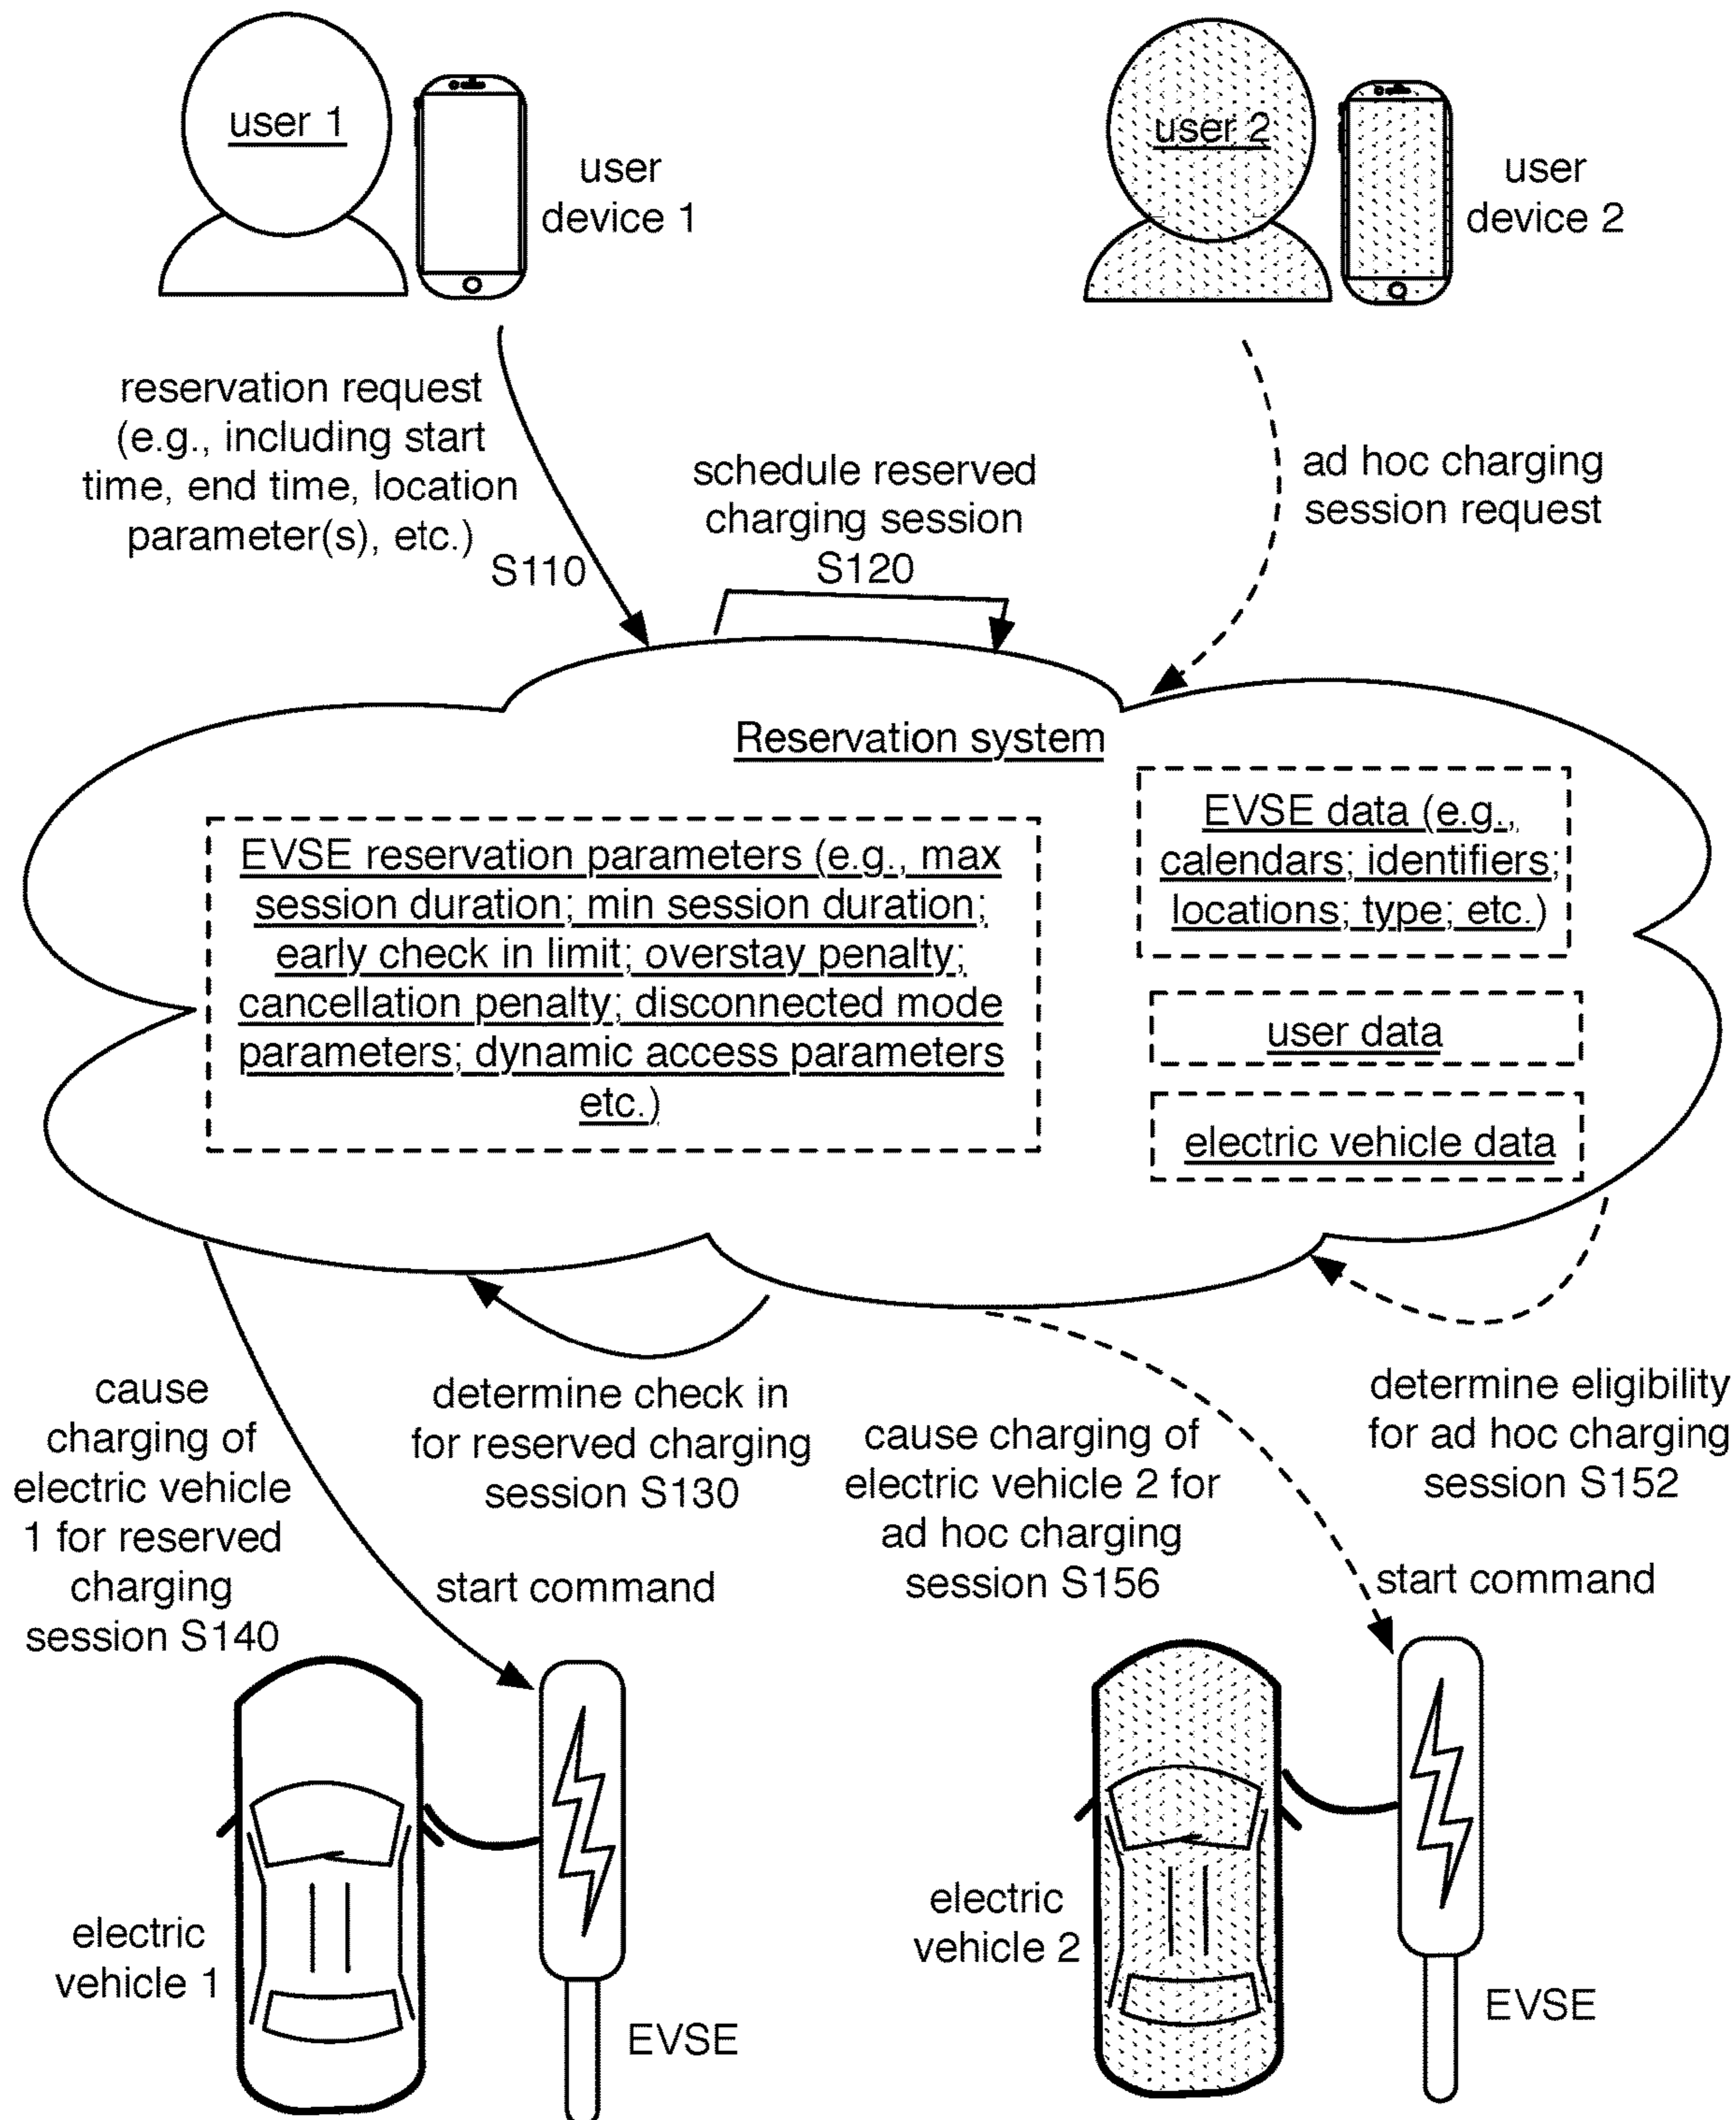 user 1
user
device 1
user 2
user
device 2
reservation request
(e.g., including start
time, end time, location
parameter(s), etc.)
S110
schedule reserved
charging session
S120
ad hoc charging
session request
Reservation system
EVSE reservation parameters (e.g., max
session duration; min session duration;
early check in limit; overstay penalty;
cancellation penalty; disconnected mode
parameters; dynamic access parameters
etc.)
EVSE data (e.g.,
calendars; identifiers;
locations; type; etc.)
user data
electric vehicle data
cause
charging of
electric vehicle
1 for reserved
charging
session S140
determine check in
for reserved charging
session S130
start command
cause charging of
electric vehicle 2 for
ad hoc charging
session S156
determine eligibility
for ad hoc charging
session S152
start command
electric
vehicle 1
EVSE
electric
vehicle 2
EVSE